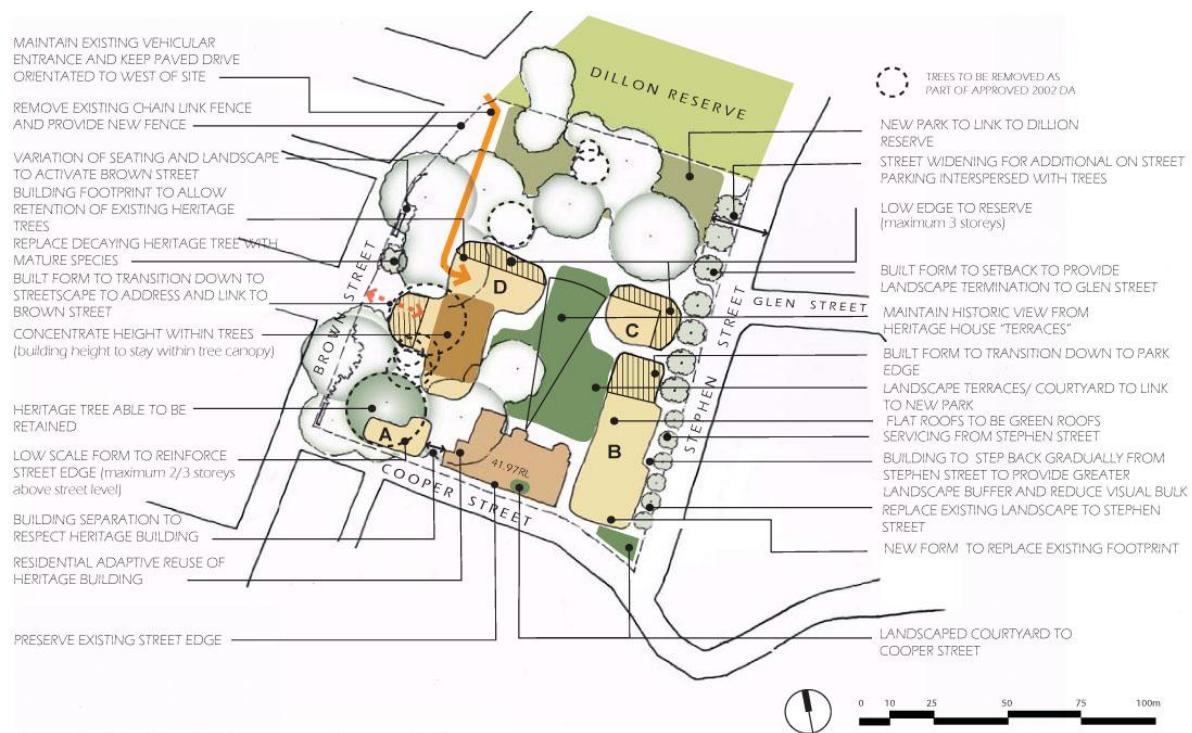 MAINTAIN EXISTING VEHICULAR
ENTRANCE AND KEEP PAVED DRIVE
ORIENTATED TO WEST OF SITE
REMOVE EXISTING CHAIN LINK FENCE
AND PROVIDE NEW FENCE
VARIATION OF SEATING AND LANDSCAPE
TO ACTIVATE BROWN STREET
BUILDING FOOTPRINT TO ALLOW
RETENTION OF EXISTING HERITAGE
TREES
REPLACE DECAYING HERITAGE TREE WITH
MATURE SPECIES
BUILT FORM TO TRANSITION DOWN TO
STREETSCAPE TO ADDRESS AND LINK TO
BROWN STREET
CONCENTRATE HEIGHT WITHIN TREES
(building height to stay within tree canopy)
HERITAGE TREE ABLE TO BE
RETAINED
LOW SCALE FORM TO REINFORCE
STREET EDGE (maximum 2/3 storeys
above street level)
BUILDING SEPARATION TO
RESPECT HERITAGE BUILDING
RESIDENTIAL ADAPTIVE REUSE OF
HERITAGE BUILDING
PRESERVE EXISTING STREET EDGE
DILLON RESERVE
BROWN STREET
D
C
A
B
41.97RL
COOPER STREET
STEPHEN STREET
GLEN STREET
TREES TO BE REMOVED AS
PART OF APPROVED 2002 DA
NEW PARK TO LINK TO DILLION
RESERVE
STREET WIDENING FOR ADDITIONAL ON STREET
PARKING INTERSPERSED WITH TREES
LOW EDGE TO RESERVE
(maximum 3 storeys)
BUILT FORM TO SETBACK TO PROVIDE
LANDSCAPE TERMINATION TO GLEN STREET
MAINTAIN HISTORIC VIEW FROM
HERITAGE HOUSE "TERRACES"
BUILT FORM TO TRANSITION DOWN TO PARK
EDGE
LANDSCAPE TERRACES/ COURTYARD TO LINK
TO NEW PARK
FLAT ROOFS TO BE GREEN ROOFS
SERVICING FROM STEPHEN STREET
BUILDING TO STEP BACK GRADUALLY FROM
STEPHEN STREET TO PROVIDE GREATER
LANDSCAPE BUFFER AND REDUCE VISUAL BULK
REPLACE EXISTING LANDSCAPE TO STEPHEN
STREET
NEW FORM TO REPLACE EXISTING FOOTPRINT
LANDSCAPED COURTYARD TO
COOPER STREET
0 10 25 50 75 100m